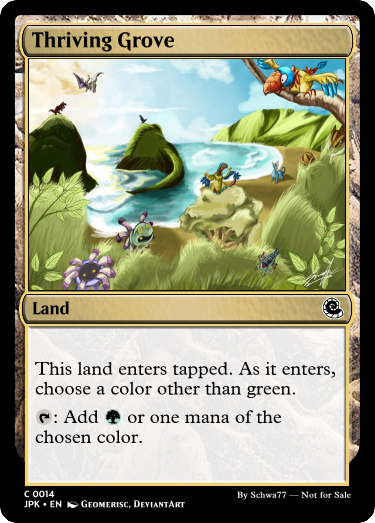 Thriving Grove
Land
This land enters tapped. As it enters,
choose a color other than green.
: Add or one mana of the
chosen color.
C 0014
JPK • EN Geomerisc, DeviantArt
By Schwa77 — Not for Sale